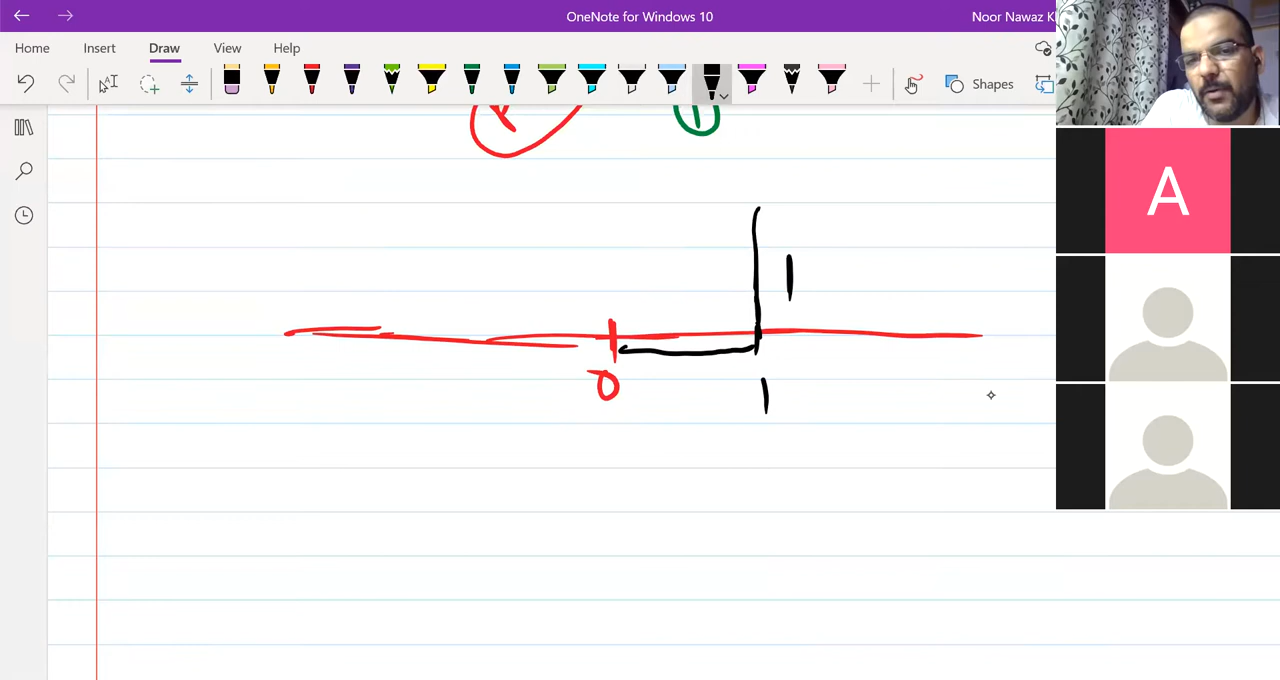 OneNote for Windows 10
Noor Nawaz K
Home Insert Draw View Help
Shapes
A
1
0
1